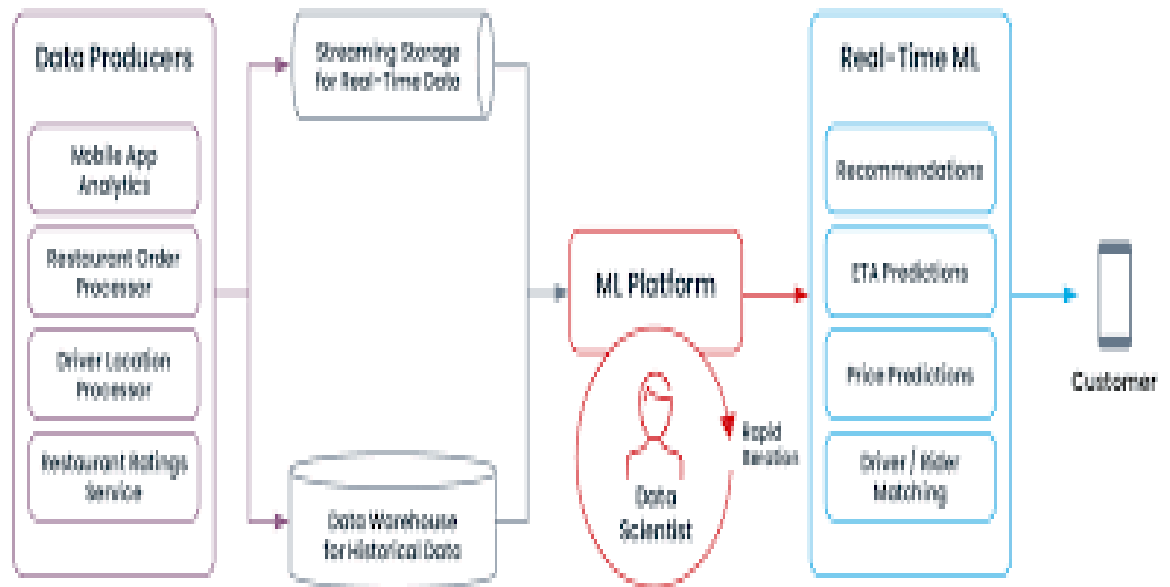 Data Producers
Mobile App
Analytics
Restaurant Order
Processor
Driver Location
Processor
Restaurant Ratings
Service
Streaming Storage
for Real-Time Data
Data Warehouse
for Historical Data
ML Platform
Data
Scientist
Rapid
Iteration
Real-Time ML
Recommendations
ETA Predictions
Price Predictions
Driver / Rider
Matching
Customer